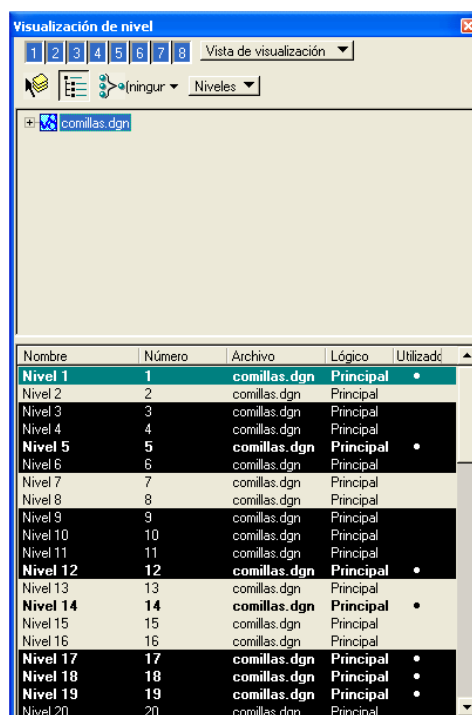 Visualización de nivel
1 2 3 4 5 6 7 8 Vista de visualización
(ningur Niveles
comillas.dgn
Nombre Número Archivo Lógico Utilizado
Nivel 1 1 comillas.dgn Principal •
Nivel 2 2 comillas.dgn Principal
Nivel 3 3 comillas.dgn Principal
Nivel 4 4 comillas.dgn Principal
Nivel 5 5 comillas.dgn Principal •
Nivel 6 6 comillas.dgn Principal
Nivel 7 7 comillas.dgn Principal
Nivel 8 8 comillas.dgn Principal
Nivel 9 9 comillas.dgn Principal
Nivel 10 10 comillas.dgn Principal
Nivel 11 11 comillas.dgn Principal
Nivel 12 12 comillas.dgn Principal •
Nivel 13 13 comillas.dgn Principal
Nivel 14 14 comillas.dgn Principal •
Nivel 15 15 comillas.dgn Principal
Nivel 16 16 comillas.dgn Principal
Nivel 17 17 comillas.dgn Principal •
Nivel 18 18 comillas.dgn Principal •
Nivel 19 19 comillas.dgn Principal •
Nivel 20 20 comillas.dgn Principal